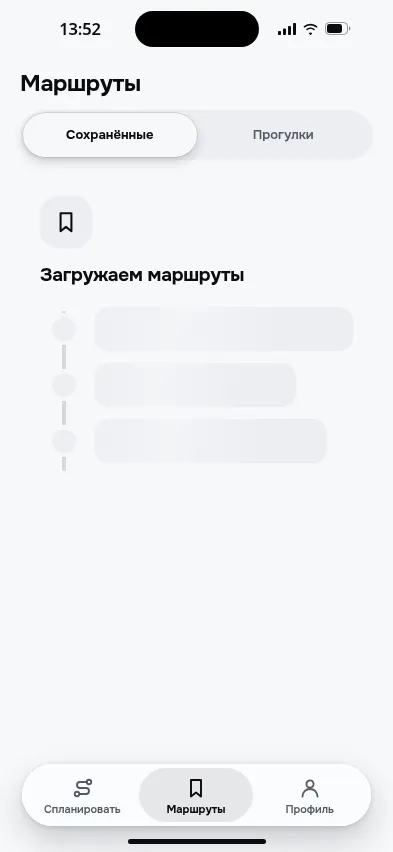 13:52
Маршруты
Сохранённые
Прогулки
Загружаем маршруты
Спланировать
Маршруты
Профиль